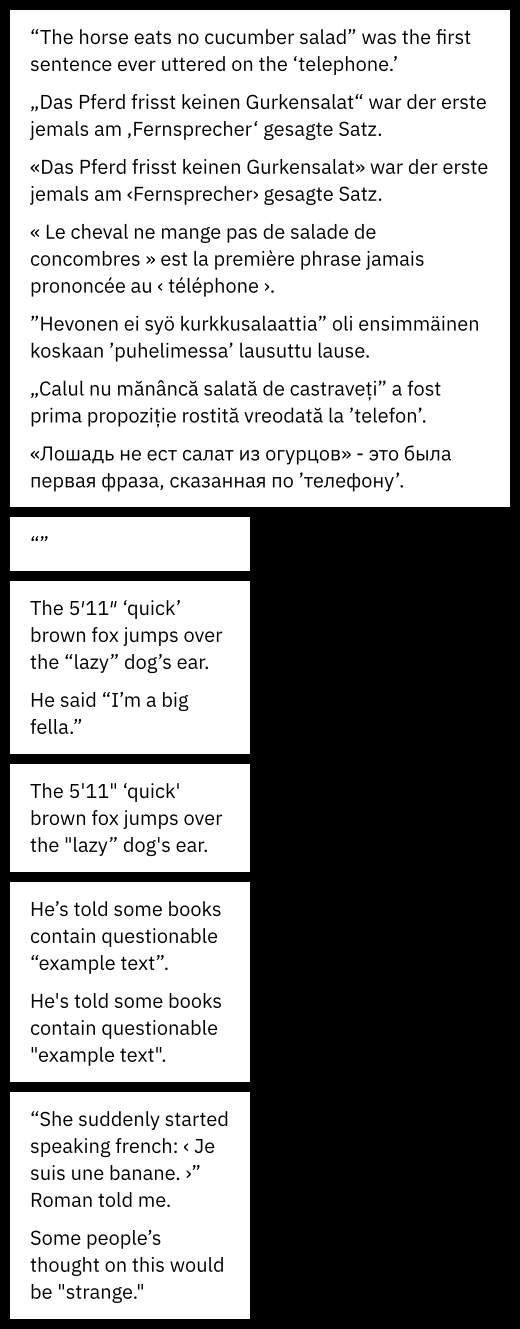 “The horse eats no cucumber salad” was the first
sentence ever uttered on the ‘telephone.’
„Das Pferd frisst keinen Gurkensalat“ war der erste
jemals am ‚Fernsprecher‘ gesagte Satz.
«Das Pferd frisst keinen Gurkensalat» war der erste
jemals am ‹Fernsprecher› gesagte Satz.
« Le cheval ne mange pas de salade de
concombres » est la première phrase jamais
prononcée au ‹ téléphone ›.
”Hevonen ei syö kurkkusalaattia” oli ensimmäinen
koskaan ’puhelimessa’ lausuttu lause.
„Calul nu mănâncă salată de castraveți” a fost
prima propoziție rostită vreodată la ’telefon’.
«Лошадь не ест салат из огурцов» - это была
первая фраза, сказанная по ’телефону’.
“”
The 5′11″ ‘quick’
brown fox jumps over
the “lazy” dog’s ear.
He said “I’m a big
fella.”
The 5'11" ‘quick'
brown fox jumps over
the "lazy” dog's ear.
He’s told some books
contain questionable
“example text”.
He's told some books
contain questionable
"example text".
“She suddenly started
speaking french: ‹ Je
suis une banane. ›”
Roman told me.
Some people’s
thought on this would
be "strange."